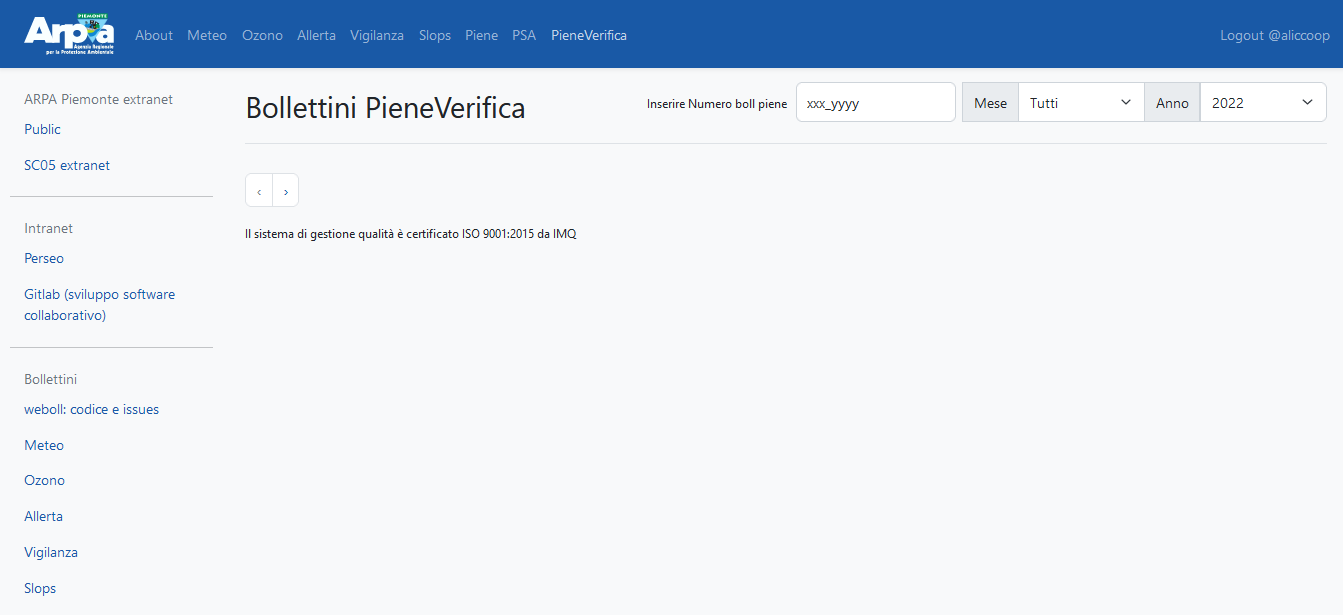 PIEMONTE
Arpa
Agenzia Regionale
per la Protezione Ambientale
About Meteo Ozono Allerta Vigilanza Slops Piene PSA PieneVerifica
Logout @aliccoop
ARPA Piemonte extranet
Public
SC05 extranet
Intranet
Perseo
Gitlab (sviluppo software
collaborativo)
Bollettini
weboll: codice e issues
Meteo
Ozono
Allerta
Vigilanza
Slops
Bollettini PieneVerifica
Inserire Numero boll piene xxx_yyyy Mese Tutti Anno 2022
‹ ›
Il sistema di gestione qualità è certificato ISO 9001:2015 da IMQ